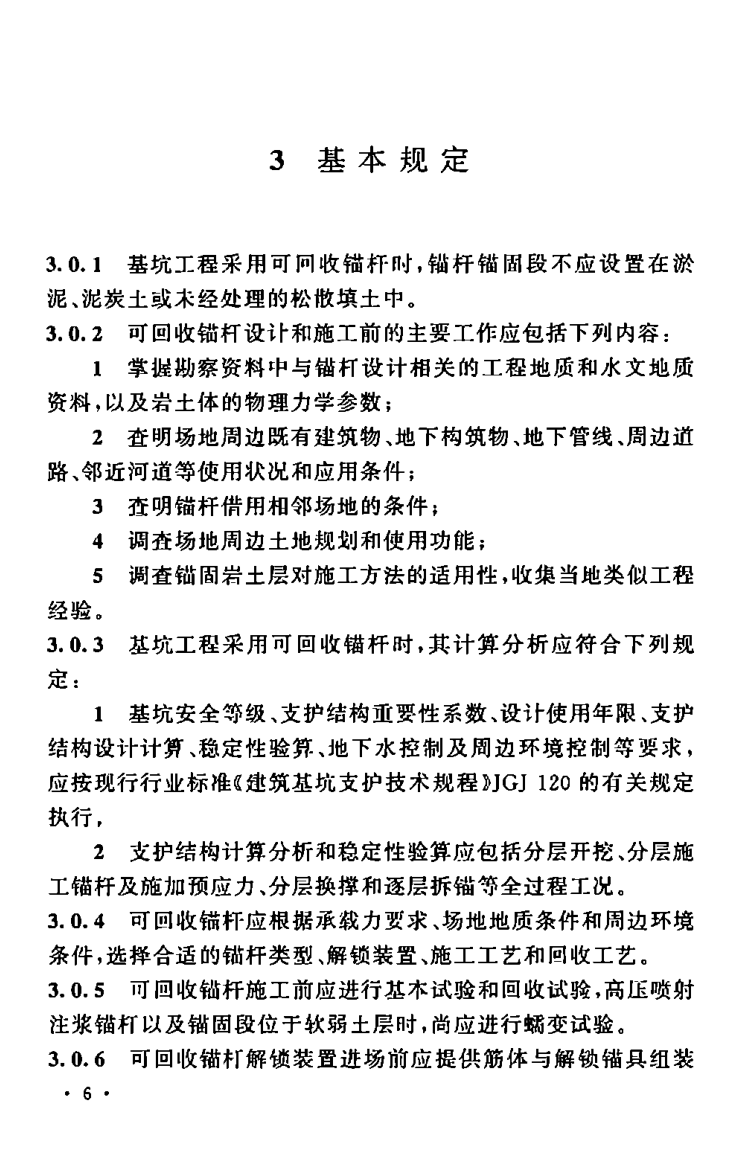 3 基本规定
3.0.1 基坑工程采用可回收锚杆时,锚杆锚固段不应设置在淤
泥、泥炭土或未经处理的松散填土中。
3.0.2 可回收锚杆设计和施工前的主要工作应包括下列内容:
1 掌握勘察资料中与锚杆设计相关的工程地质和水文地质
资料,以及岩土体的物理力学参数;
2 查明场地周边既有建筑物、地下构筑物、地下管线、周边道
路、邻近河道等使用状况和应用条件;
3 查明锚杆借用相邻场地的条件;
4 调查场地周边土地规划和使用功能;
5 调查锚固岩土层对施工方法的适用性,收集当地类似工程
经验。
3.0.3 基坑工程采用可回收锚杆时,其计算分析应符合下列规
定:
1 基坑安全等级、支护结构重要性系数、设计使用年限、支护
结构设计计算、稳定性验算、地下水控制及周边环境控制等要求,
应按现行行业标准《建筑基坑支护技术规程》JGJ 120 的有关规定
执行,
2 支护结构计算分析和稳定性验算应包括分层开挖、分层施
工锚杆及施加预应力、分层换撑和逐层拆锚等全过程工况。
3.0.4 可回收锚杆应根据承载力要求、场地地质条件和周边环境
条件,选择合适的锚杆类型、解锁装置、施工工艺和回收工艺。
3.0.5 可回收锚杆施工前应进行基本试验和回收试验,高压喷射
注浆锚杆以及锚固段位于软弱土层时,尚应进行蠕变试验。
3.0.6 可回收锚杆解锁装置进场前应提供筋体与解锁锚具组装
· 6 ·